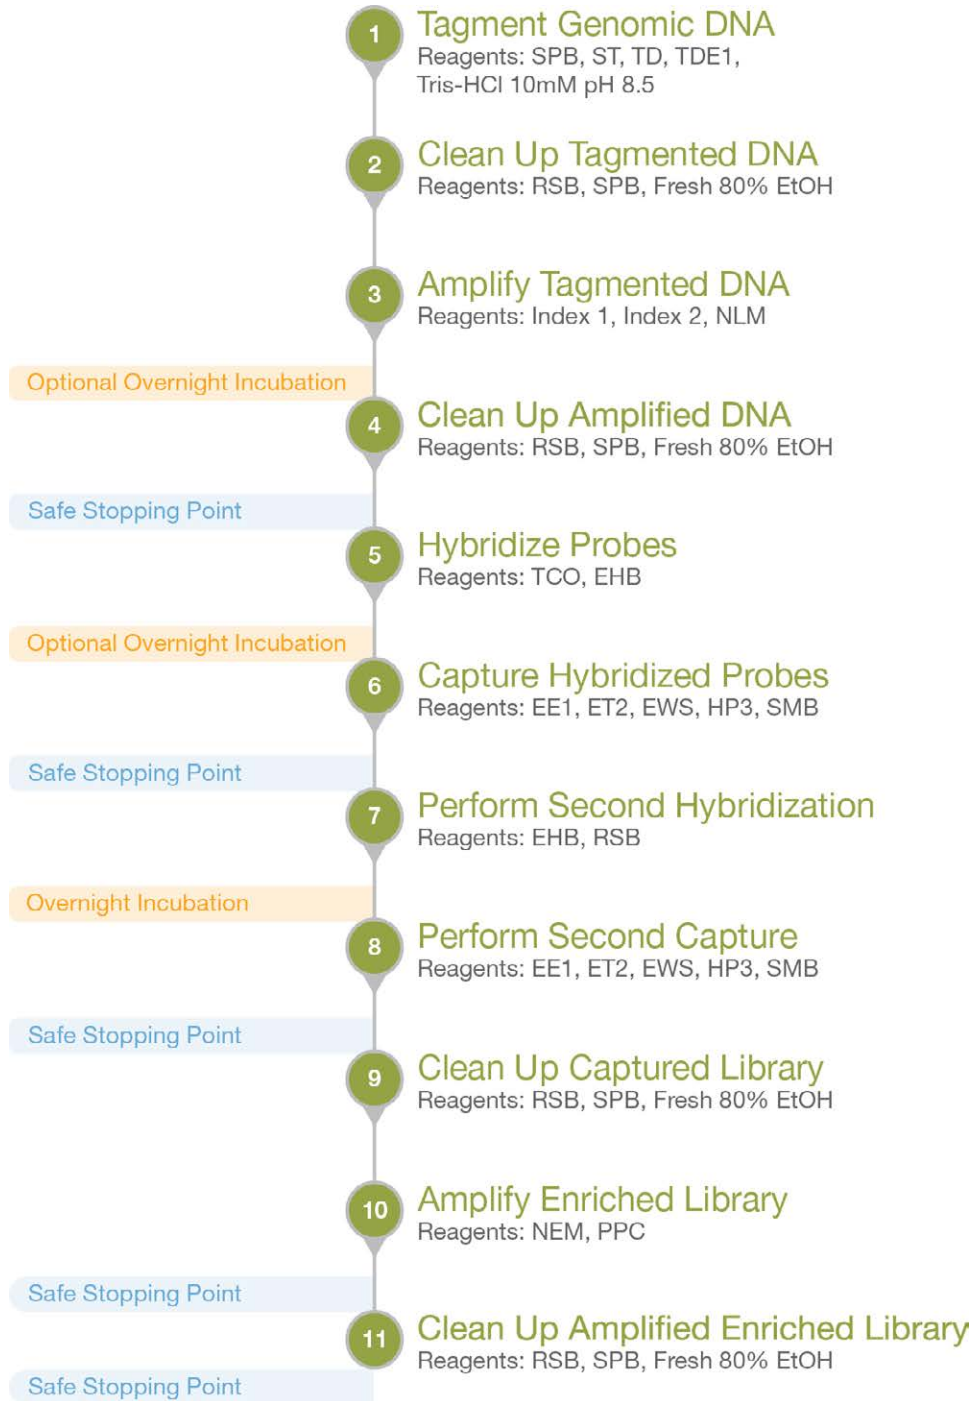 1
Tagment Genomic DNA
Reagents: SPB, ST, TD, TDE1,
Tris-HCl 10mM pH 8.5
2
Clean Up Tagmented DNA
Reagents: RSB, SPB, Fresh 80% EtOH
3
Amplify Tagmented DNA
Reagents: Index 1, Index 2, NLM
Optional Overnight Incubation
4
Clean Up Amplified DNA
Reagents: RSB, SPB, Fresh 80% EtOH
Safe Stopping Point
5
Hybridize Probes
Reagents: TCO, EHB
Optional Overnight Incubation
6
Capture Hybridized Probes
Reagents: EE1, ET2, EWS, HP3, SMB
Safe Stopping Point
7
Perform Second Hybridization
Reagents: EHB, RSB
Overnight Incubation
8
Perform Second Capture
Reagents: EE1, ET2, EWS, HP3, SMB
Safe Stopping Point
9
Clean Up Captured Library
Reagents: RSB, SPB, Fresh 80% EtOH
10
Amplify Enriched Library
Reagents: NEM, PPC
Safe Stopping Point
11
Clean Up Amplified Enriched Library
Reagents: RSB, SPB, Fresh 80% EtOH
Safe Stopping Point